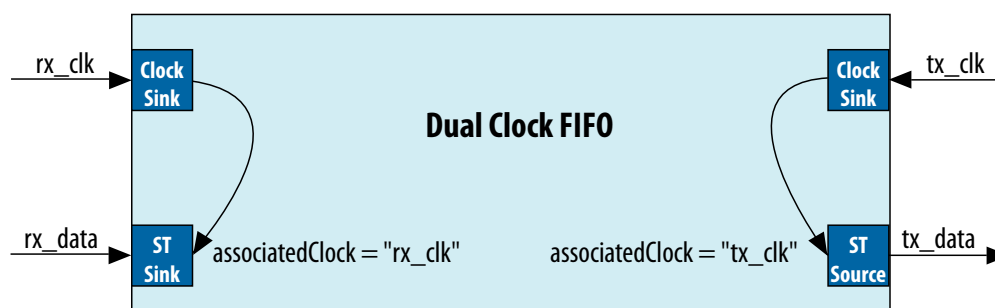 rx_clk
Clock
Sink
Clock
Sink
tx_clk
Dual Clock FIFO
rx_data
ST
Sink
associatedClock = "rx_clk"
associatedClock = "tx_clk"
ST
Source
tx_data